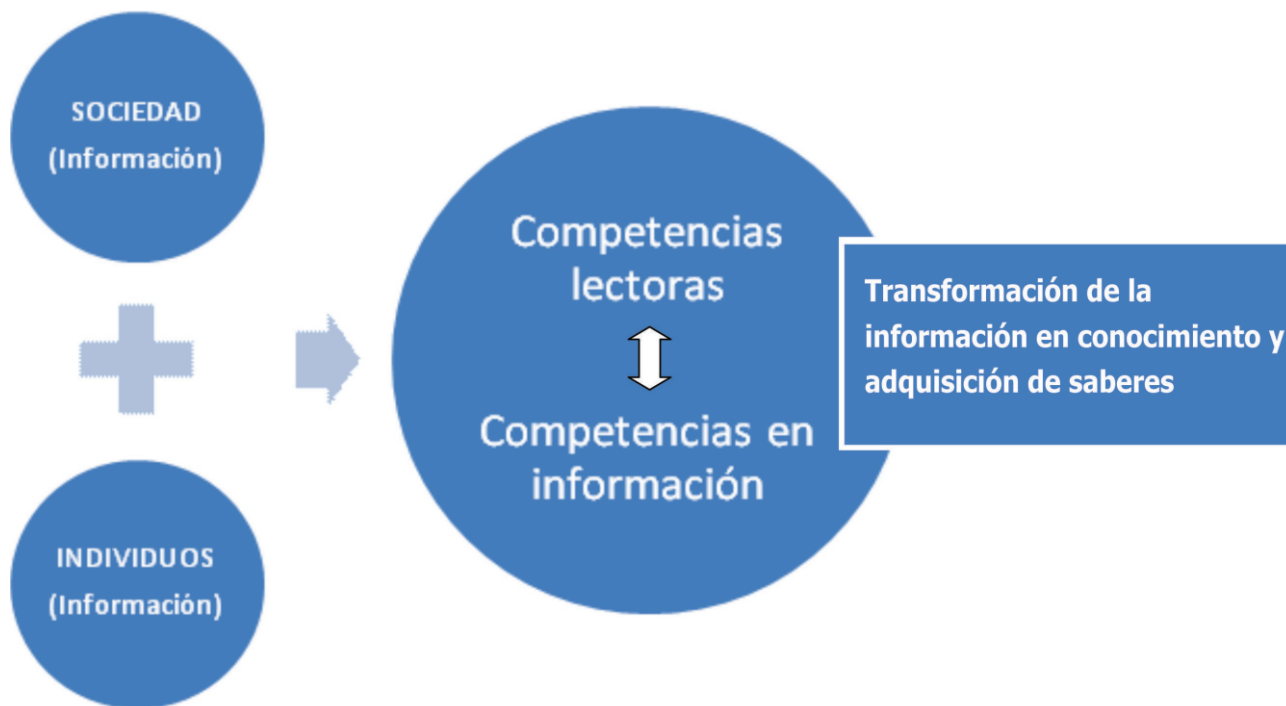 SOCIEDAD
(Información)
INDIVIDUOS
(Información)
Competencias
lectoras
Competencias en
información
Transformación de la
información en conocimiento y
adquisición de saberes